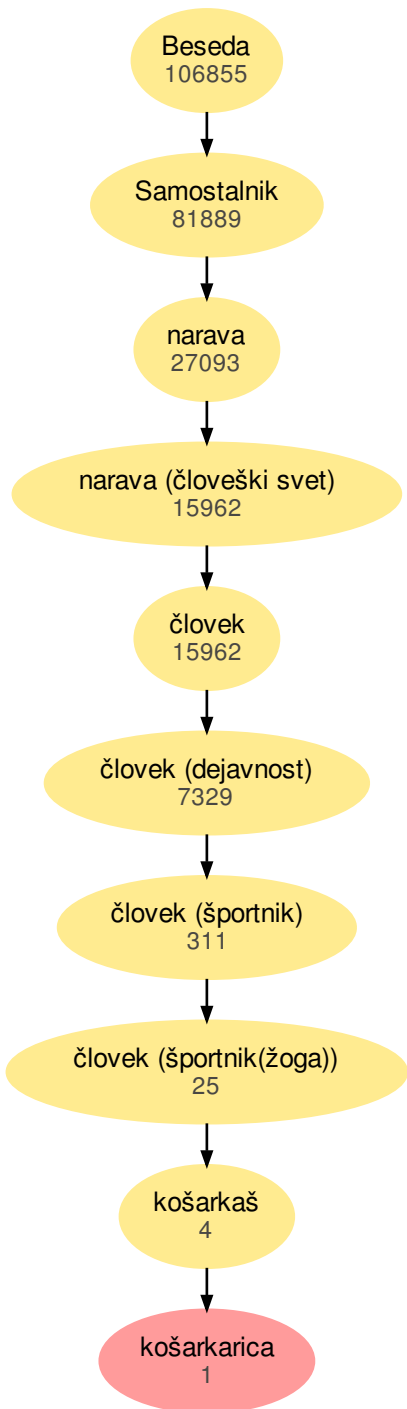 Beseda
106855
Samostalnik
81889
narava
27093
narava (človeški svet)
15962
človek
15962
človek (dejavnost)
7329
človek (športnik)
311
človek (športnik(žoga))
25
košarkaš
4
košarkarica
1